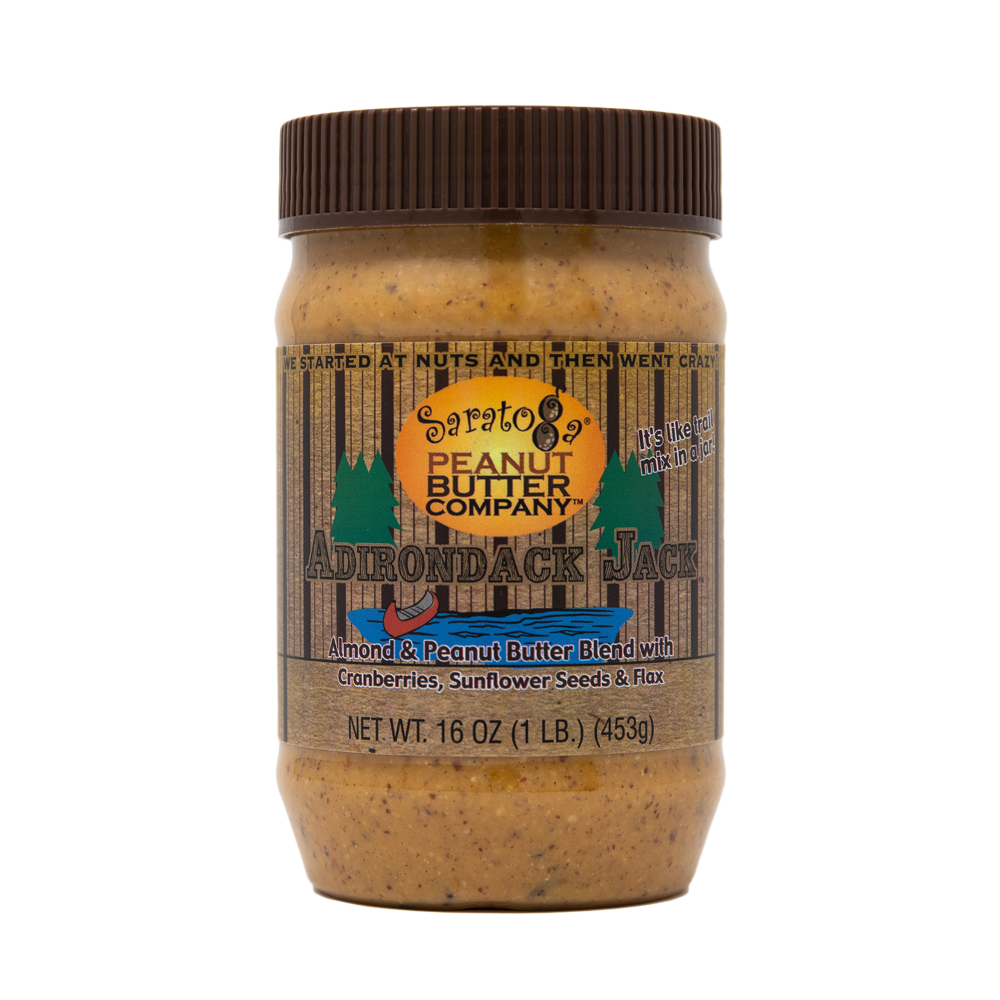 WE STARTED AT NUTS AND THEN WENT CRAZY!
Saratoga®
PEANUT
BUTTER
COMPANY™
It's like trail
mix in a jar!
ADIRONDACK JACK™
Almond & Peanut Butter Blend with
Cranberries, Sunflower Seeds & Flax
NET. WT. 16 OZ (1 LB.) (453g)